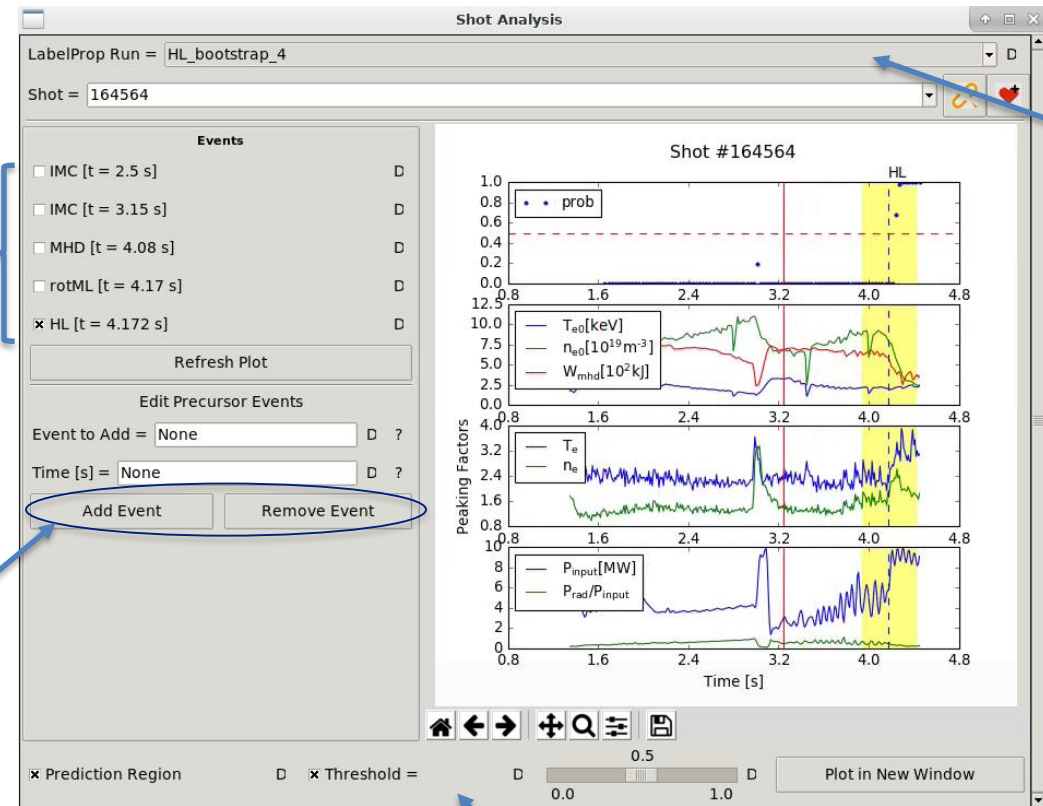 Shot Analysis
LabelProp Run = HL_bootstrap_4 D
Shot = 164564
Events
IMC [t = 2.5 s] D
IMC [t = 3.15 s] D
MHD [t = 4.08 s] D
rotML [t = 4.17 s] D
HL [t = 4.172 s] D
Refresh Plot
Edit Precursor Events
Event to Add = None D ?
Time [s] = None D ?
Add Event Remove Event
Shot #164564
HL
prob
1.0
0.8
0.6
0.4
0.2
0.0
0.8 1.6 2.4 3.2 4.0 4.8
12.5
10.0
7.5
5.0
2.5
0.0
Te0[keV]
ne0[10^19 m^-3]
Wmhd[10^2 kJ]
0.8 1.6 2.4 3.2 4.0 4.8
Peaking Factors
4.0
3.2
2.4
1.6
0.8
Te
ne
0.8 1.6 2.4 3.2 4.0 4.8
10
8
6
4
2
0
Pinput[MW]
Prad/Pinput
0.8 1.6 2.4 3.2 4.0 4.8
Time [s]
Prediction Region D Threshold = D 0.5 D Plot in New Window
0.0 1.0